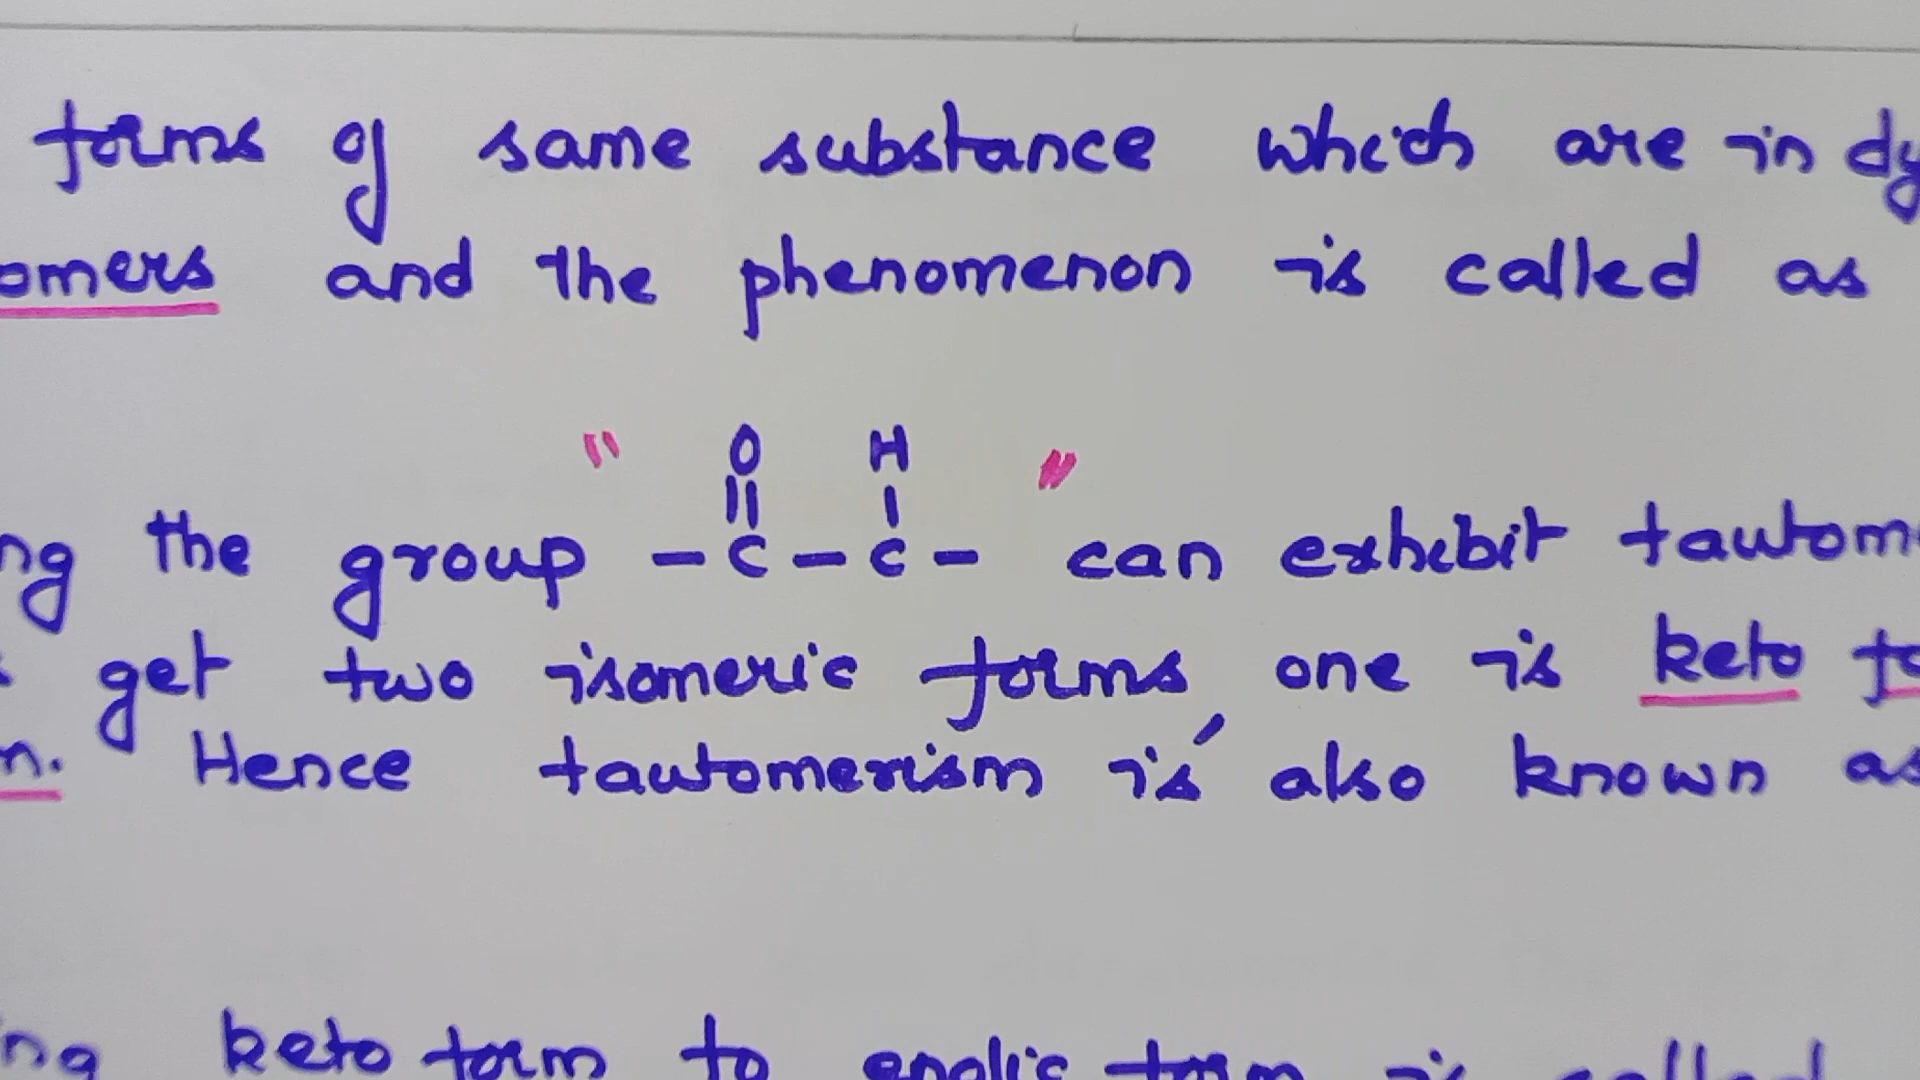 forms of same substance which are in dy
omers and the phenomenon is called as
" O H "
|| |
ng the group - C - C - can exhibit tautom
get two isomeric forms one is keto fo
n. Hence tautomerism is also known as
ng keto form to enolic form is called